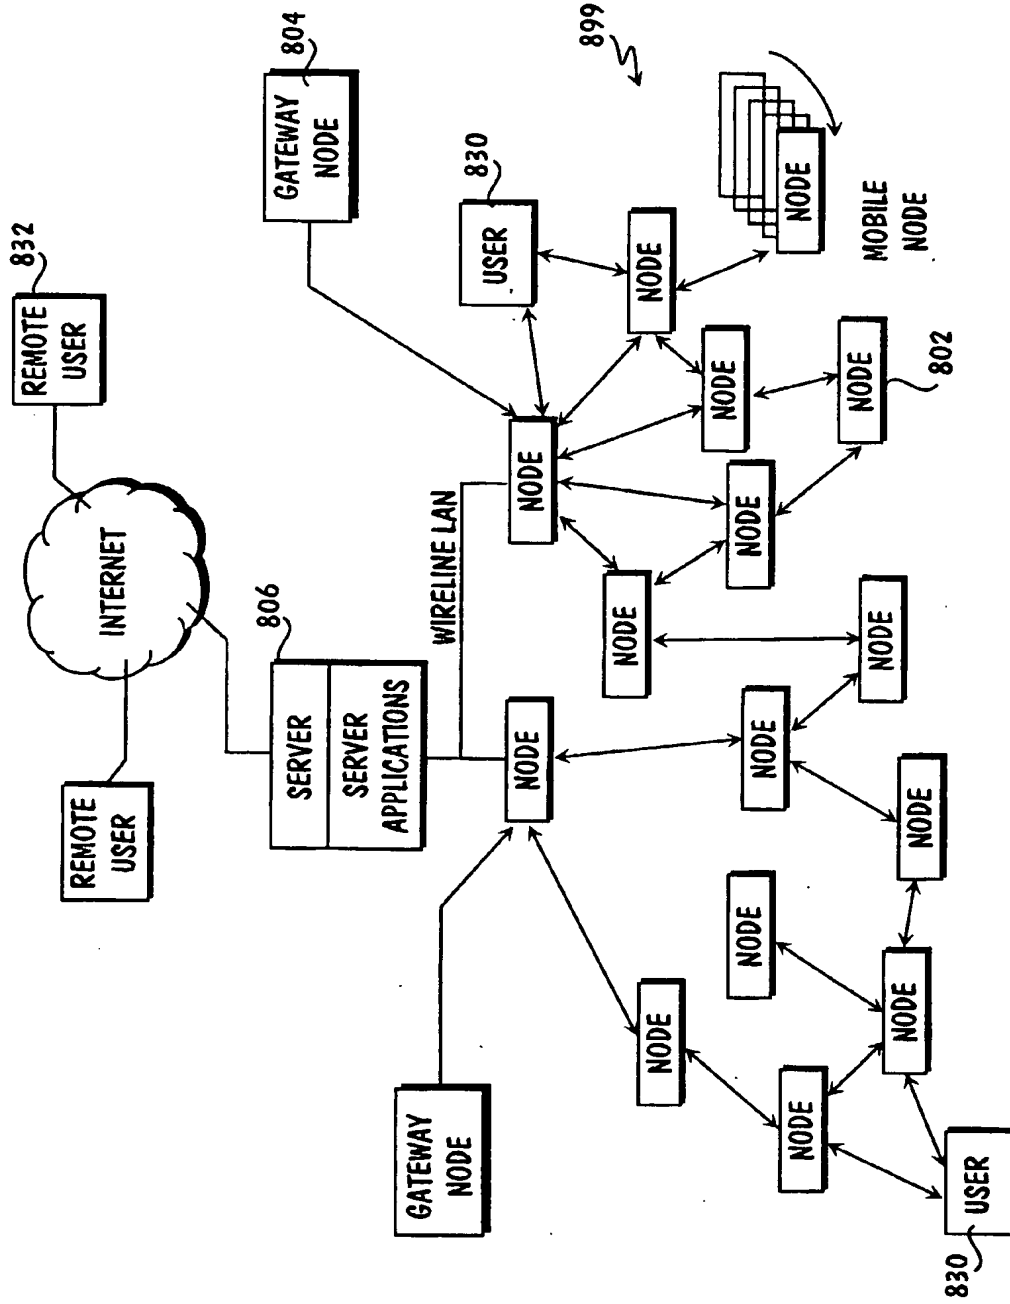 832
REMOTE
USER
REMOTE
USER
INTERNET
806
804
SERVER
SERVER
APPLICATIONS
GATEWAY
NODE
GATEWAY
NODE
WIRELINE LAN
830
USER
NODE
NODE
899
NODE
NODE
NODE
NODE
NODE
NODE
NODE
NODE
NODE
NODE
NODE
MOBILE
NODE
NODE
NODE
802
830
USER